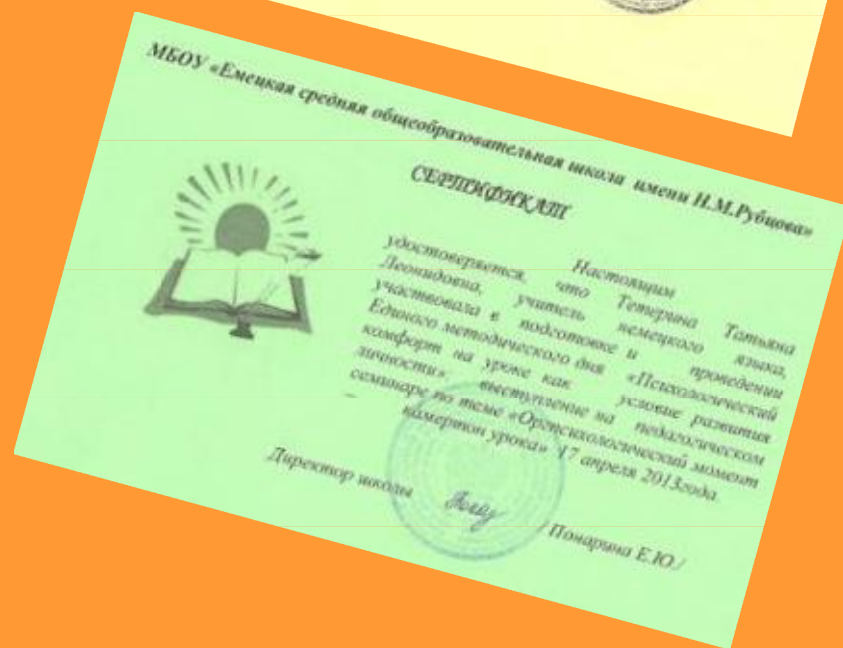 МБОУ «Емецкая средняя общеобразовательная школа имени Н.М.Рубцова»
СЕРТИФИКАТ
Настоящим
удостоверяется, что Тетерина Татьяна
Леонидовна, учитель немецкого языка,
участвовала в подготовке и проведении
Единого методического дня «Психологический
комфорт на уроке как условие развития
личности» выступление на педагогическом
семинаре по теме «Оргпсихологический момент
камертон урока» 17 апреля 2013года
Директор школы /Понарина Е.Ю./